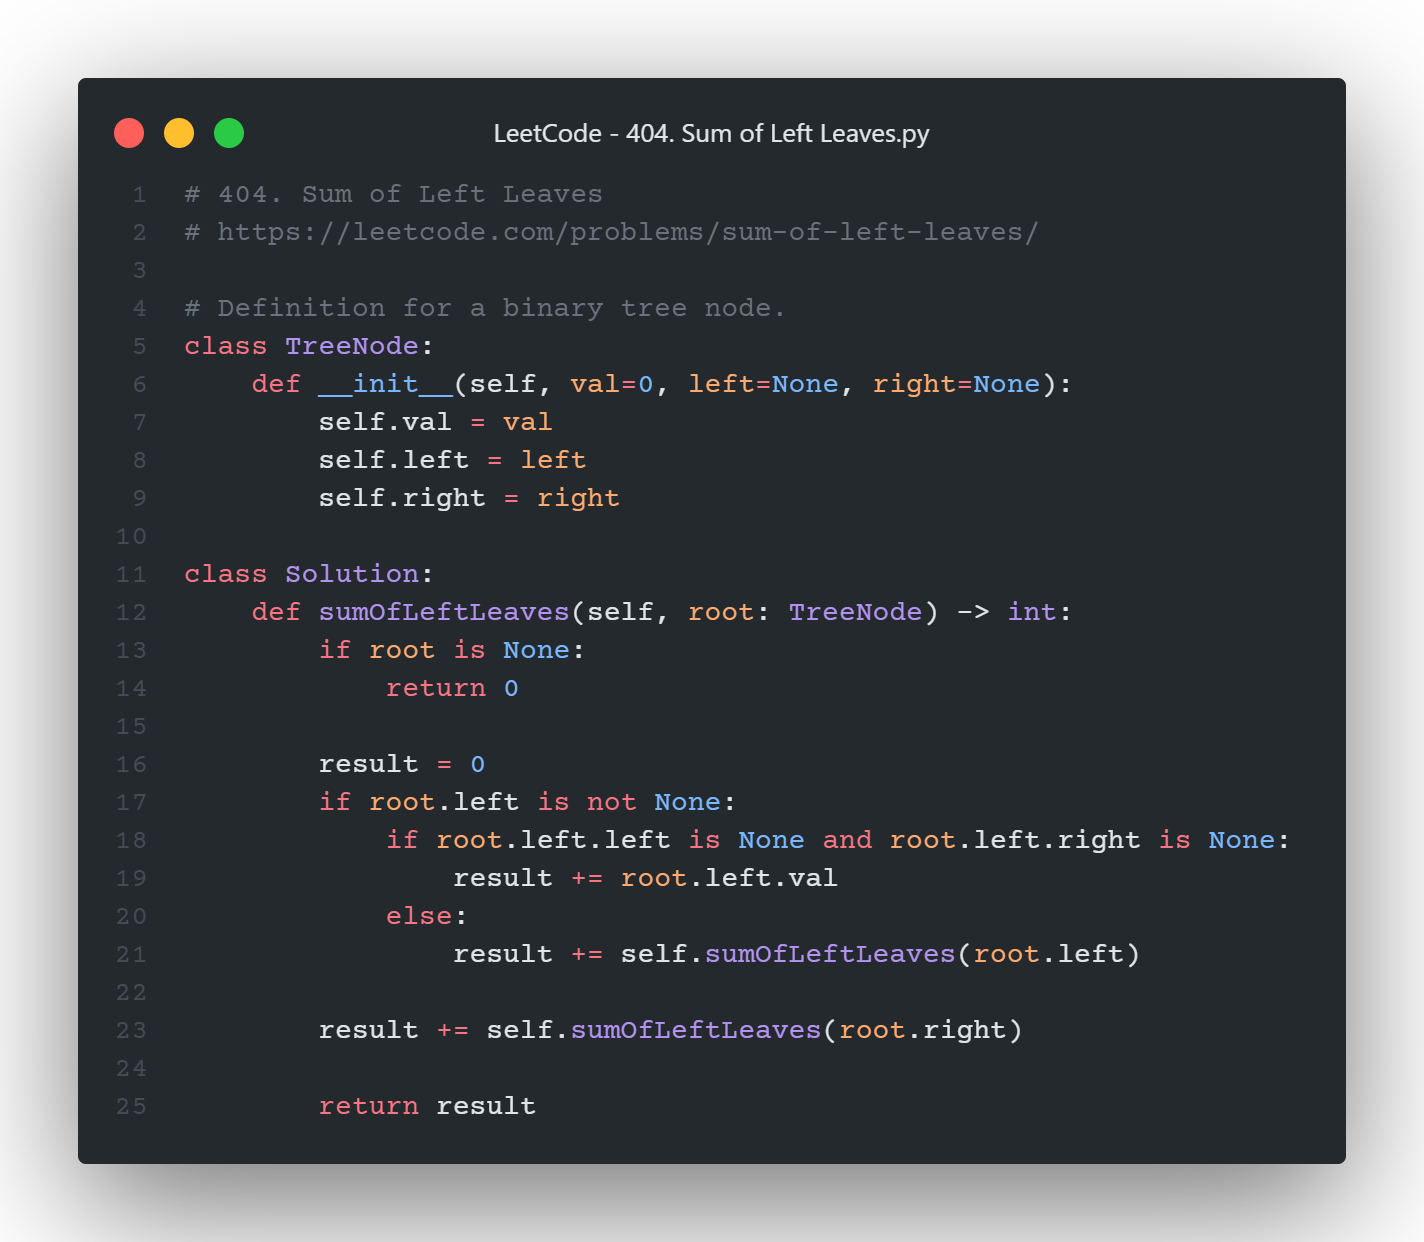 LeetCode - 404. Sum of Left Leaves.py
1 # 404. Sum of Left Leaves
2 # https://leetcode.com/problems/sum-of-left-leaves/
3
4 # Definition for a binary tree node.
5 class TreeNode:
6     def __init__(self, val=0, left=None, right=None):
7         self.val = val
8         self.left = left
9         self.right = right
10
11 class Solution:
12     def sumOfLeftLeaves(self, root: TreeNode) -> int:
13         if root is None:
14             return 0
15
16         result = 0
17         if root.left is not None:
18             if root.left.left is None and root.left.right is None:
19                 result += root.left.val
20             else:
21                 result += self.sumOfLeftLeaves(root.left)
22
23         result += self.sumOfLeftLeaves(root.right)
24
25         return result